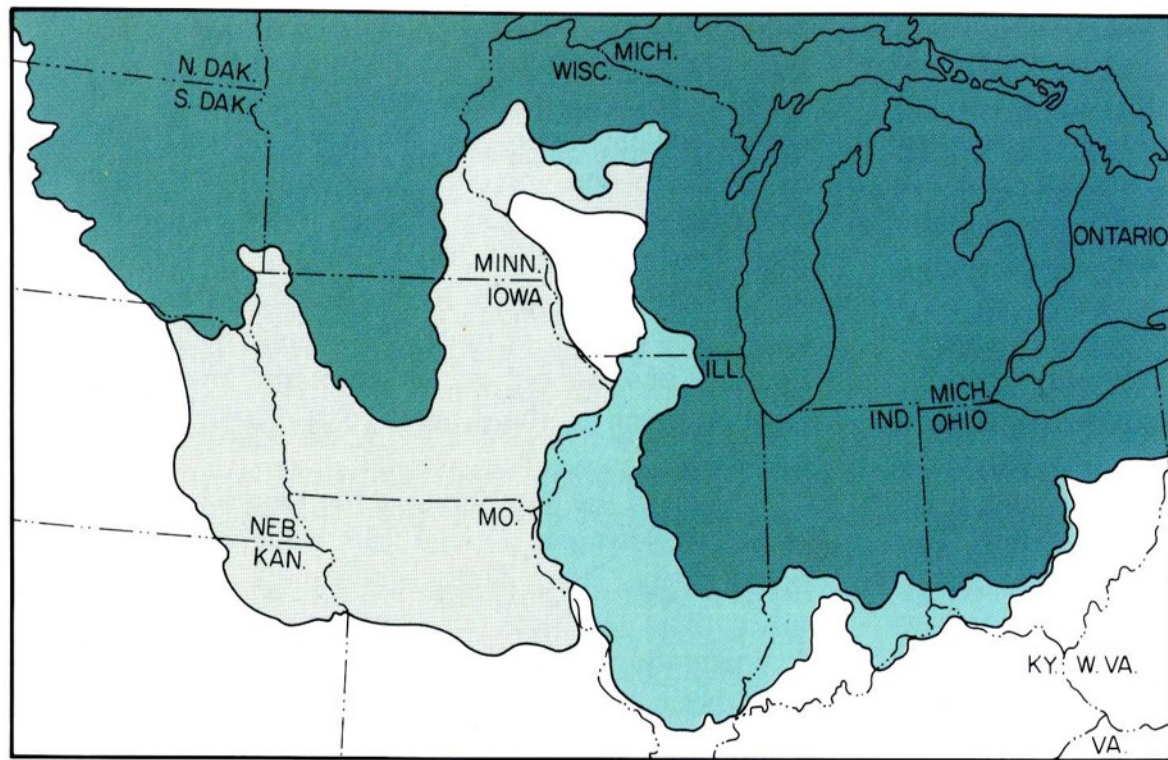 N. DAK.
S. DAK.
MICH.
WISC.
ONTARIO
MINN.
IOWA
ILL.
MICH.
IND.
OHIO
MO.
NEB.
KAN.
KY.
W. VA.
VA.